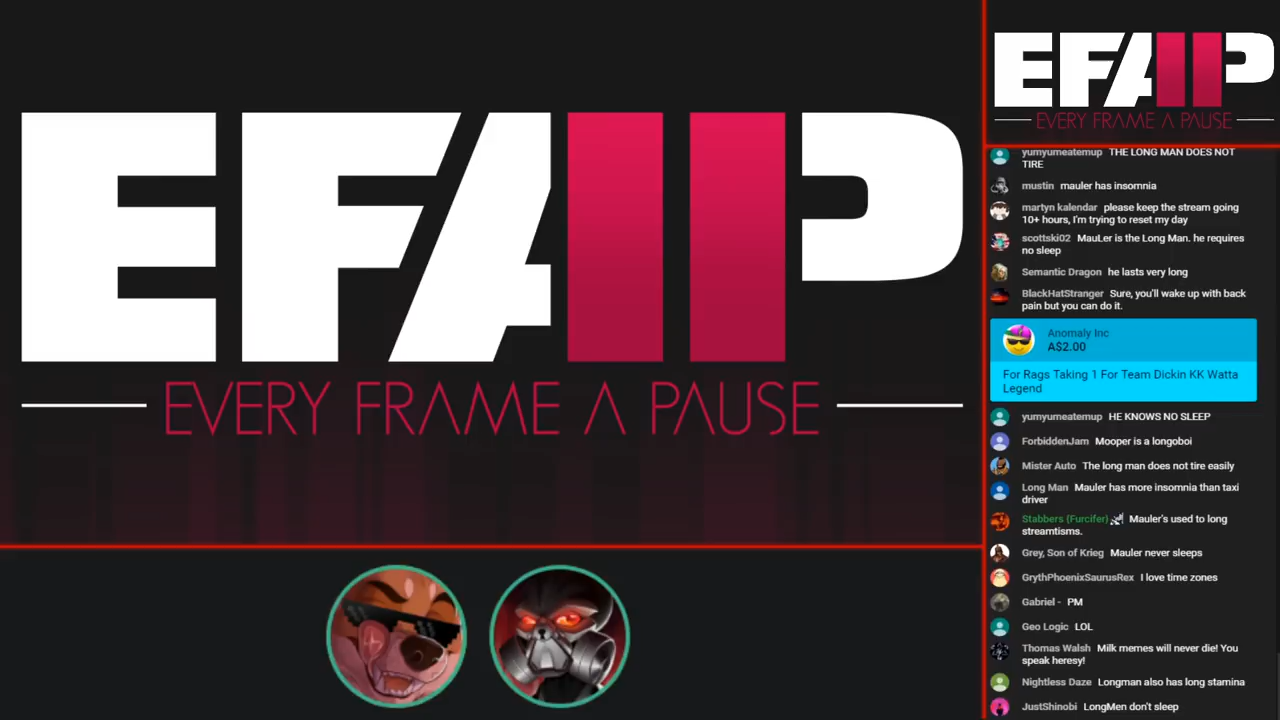 EFAP
EVERY FRAME A PAUSE
EFAP
EVERY FRAME A PAUSE
yumyumeatemup THE LONG MAN DOES NOT
TIRE
mustin mauler has insomnia
martyn kalendar please keep the stream going
10+ hours, I'm trying to reset my day
scottski02 MauLer is the Long Man. he requires
no sleep
Semantic Dragon he lasts very long
BlackHatStranger Sure, you'll wake up with back
pain but you can do it.
Anomaly Inc
A$2.00
For Rags Taking 1 For Team Dickin KK Watta
Legend
yumyumeatemup HE KNOWS NO SLEEP
ForbiddenJam Mooper is a longoboi
Mister Auto The long man does not tire easily
Long Man Mauler has more insomnia than taxi
driver
Stabbers (Furcifer) Mauler's used to long
streamtisms.
Grey, Son of Krieg Mauler never sleeps
GrythPhoenixSaurusRex I love time zones
Gabriel - PM
Geo Logic LOL
Thomas Walsh Milk memes will never die! You
speak heresy!
Nightless Daze Longman also has long stamina
JustShinobi LongMen don't sleep